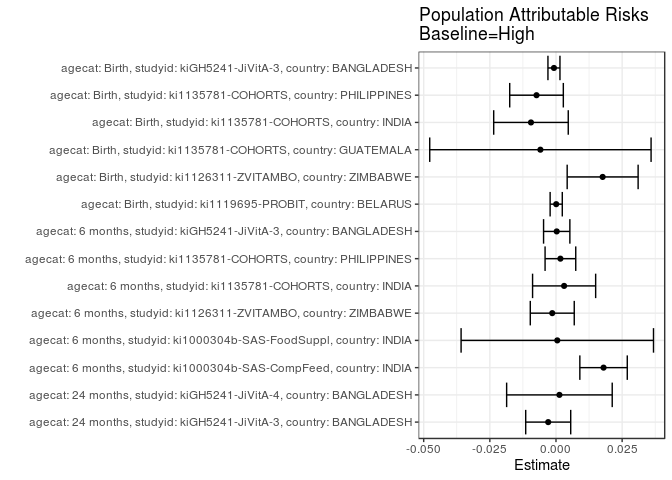 Population Attributable Risks
Baseline=High
agecat: Birth, studyid: kiGH5241-JiVitA-3, country: BANGLADESH
agecat: Birth, studyid: ki1135781-COHORTS, country: PHILIPPINES
agecat: Birth, studyid: ki1135781-COHORTS, country: INDIA
agecat: Birth, studyid: ki1135781-COHORTS, country: GUATEMALA
agecat: Birth, studyid: ki1126311-ZVITAMBO, country: ZIMBABWE
agecat: Birth, studyid: ki1119695-PROBIT, country: BELARUS
agecat: 6 months, studyid: kiGH5241-JiVitA-3, country: BANGLADESH
agecat: 6 months, studyid: ki1135781-COHORTS, country: PHILIPPINES
agecat: 6 months, studyid: ki1135781-COHORTS, country: INDIA
agecat: 6 months, studyid: ki1126311-ZVITAMBO, country: ZIMBABWE
agecat: 6 months, studyid: ki1000304b-SAS-FoodSuppl, country: INDIA
agecat: 6 months, studyid: ki1000304b-SAS-CompFeed, country: INDIA
agecat: 24 months, studyid: kiGH5241-JiVitA-4, country: BANGLADESH
agecat: 24 months, studyid: kiGH5241-JiVitA-3, country: BANGLADESH
-0.050 -0.025 0.000 0.025
Estimate